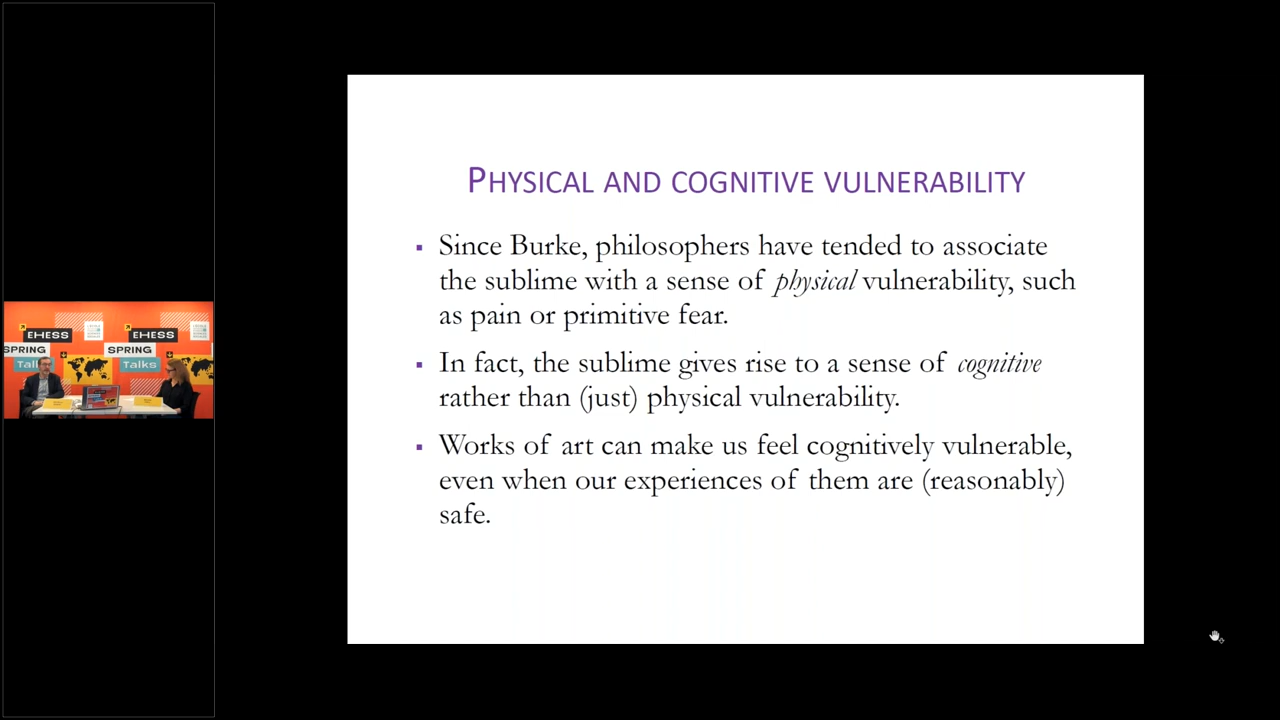 EHESS
EHESS
SPRING
SPRING
Talks
Talks
PHYSICAL AND COGNITIVE VULNERABILITY
Since Burke, philosophers have tended to associate
the sublime with a sense of physical vulnerability, such
as pain or primitive fear.
In fact, the sublime gives rise to a sense of cognitive
rather than (just) physical vulnerability.
Works of art can make us feel cognitively vulnerable,
even when our experiences of them are (reasonably)
safe.